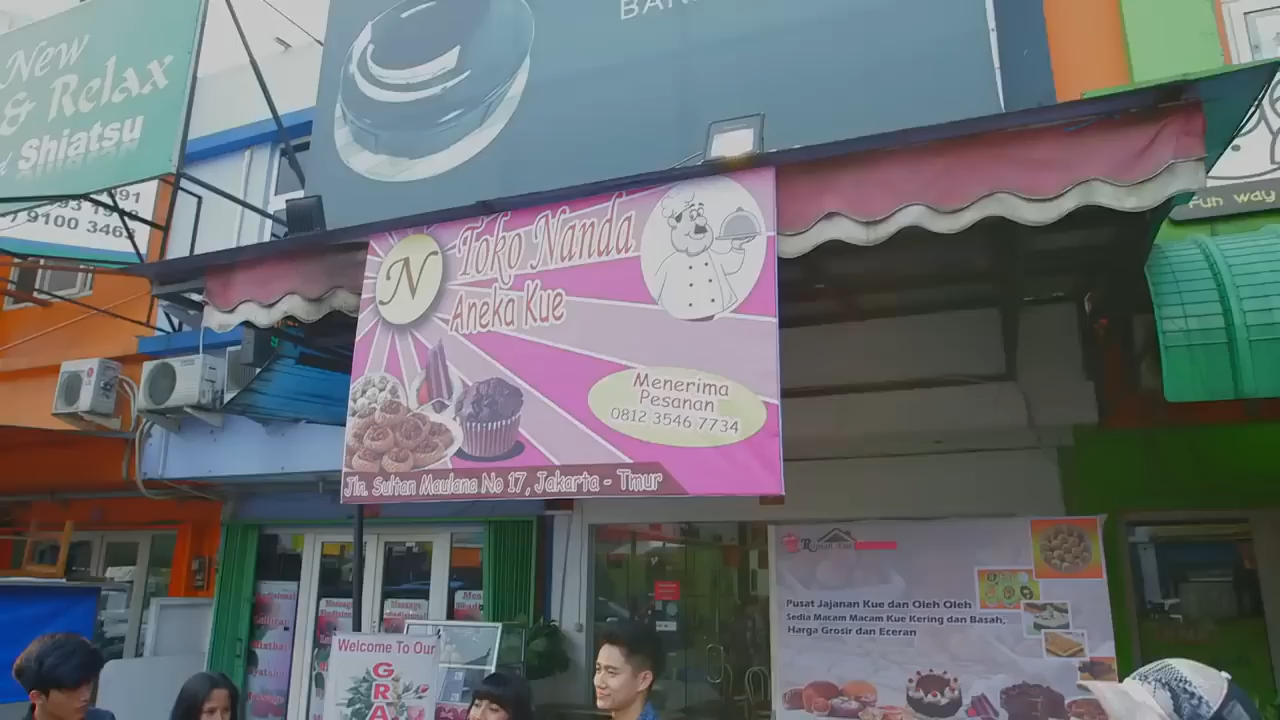 New
& Relax
Shiatsu
7 9100 3463
Toko Nanda
N
Aneka Kue
Menerima
Pesanan
0812 3546 7734
Jln. Sultan Maulana No 17, Jakarta - Tmur
Fun way
Pusat Jajanan Kue dan Oleh Oleh
Sedia Macam Macam Kue Kering dan Basah,
Harga Grosir dan Eceran
Welcome To Our
GRA